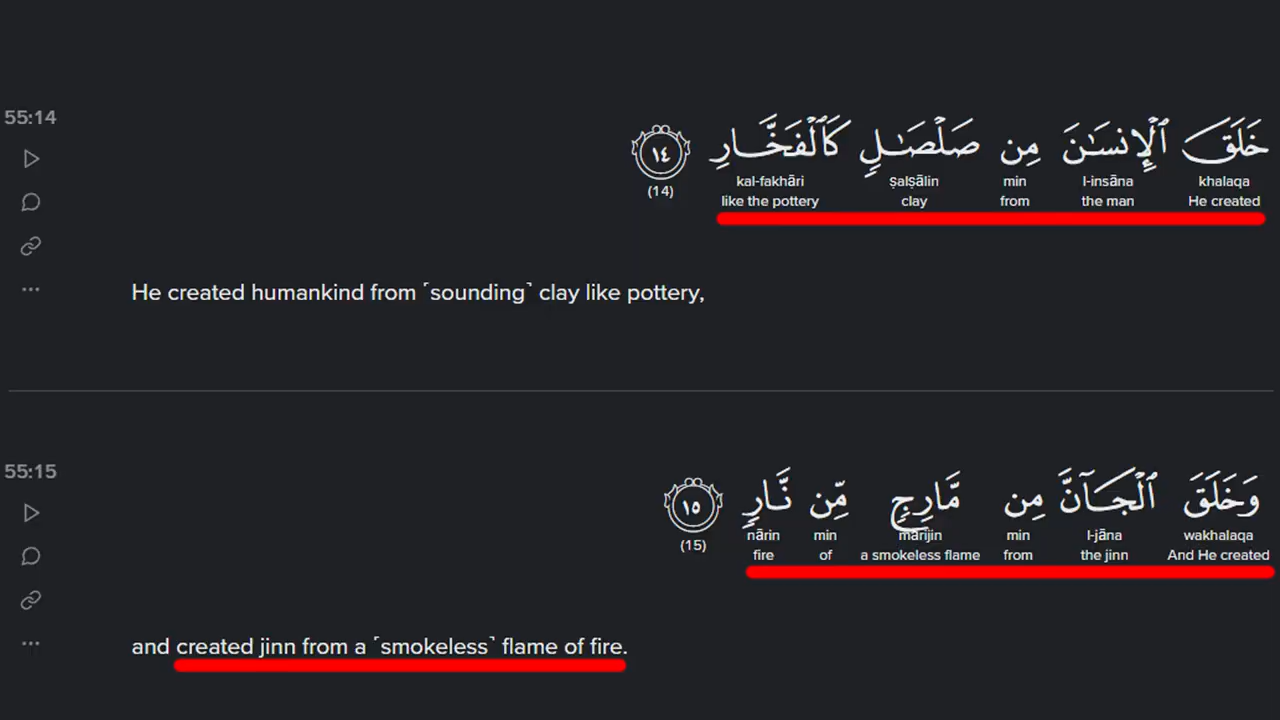 55:14
خَلَقَ ٱلْإِنسَـٰنَ مِن صَلْصَـٰلٍ كَٱلْفَخَّارِ ١٤
khalaqa l-insāna min ṣalṣālin kal-fakhāri (14)
He created the man from clay like the pottery
He created humankind from ˹sounding˺ clay like pottery,
55:15
وَخَلَقَ ٱلْجَآنَّ مِن مَّارِجٍ مِّن نَّارٍ ١٥
wakhalaqa l-jāna min mārijin min nārin (15)
And He created the jinn from a smokeless flame of fire
and created jinn from a ˹smokeless˺ flame of fire.